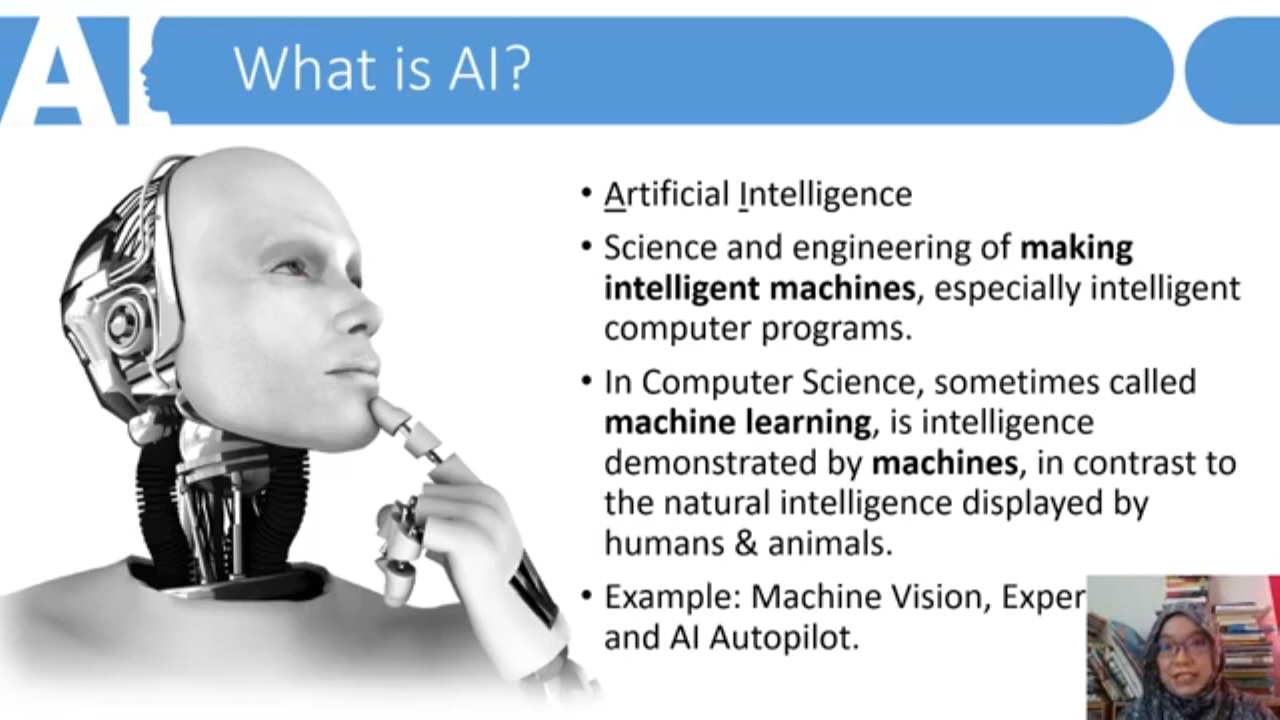 AI
What is AI?
• Artificial Intelligence
• Science and engineering of making
intelligent machines, especially intelligent
computer programs.
• In Computer Science, sometimes called
machine learning, is intelligence
demonstrated by machines, in contrast to
the natural intelligence displayed by
humans & animals.
• Example: Machine Vision, Exper
and AI Autopilot.